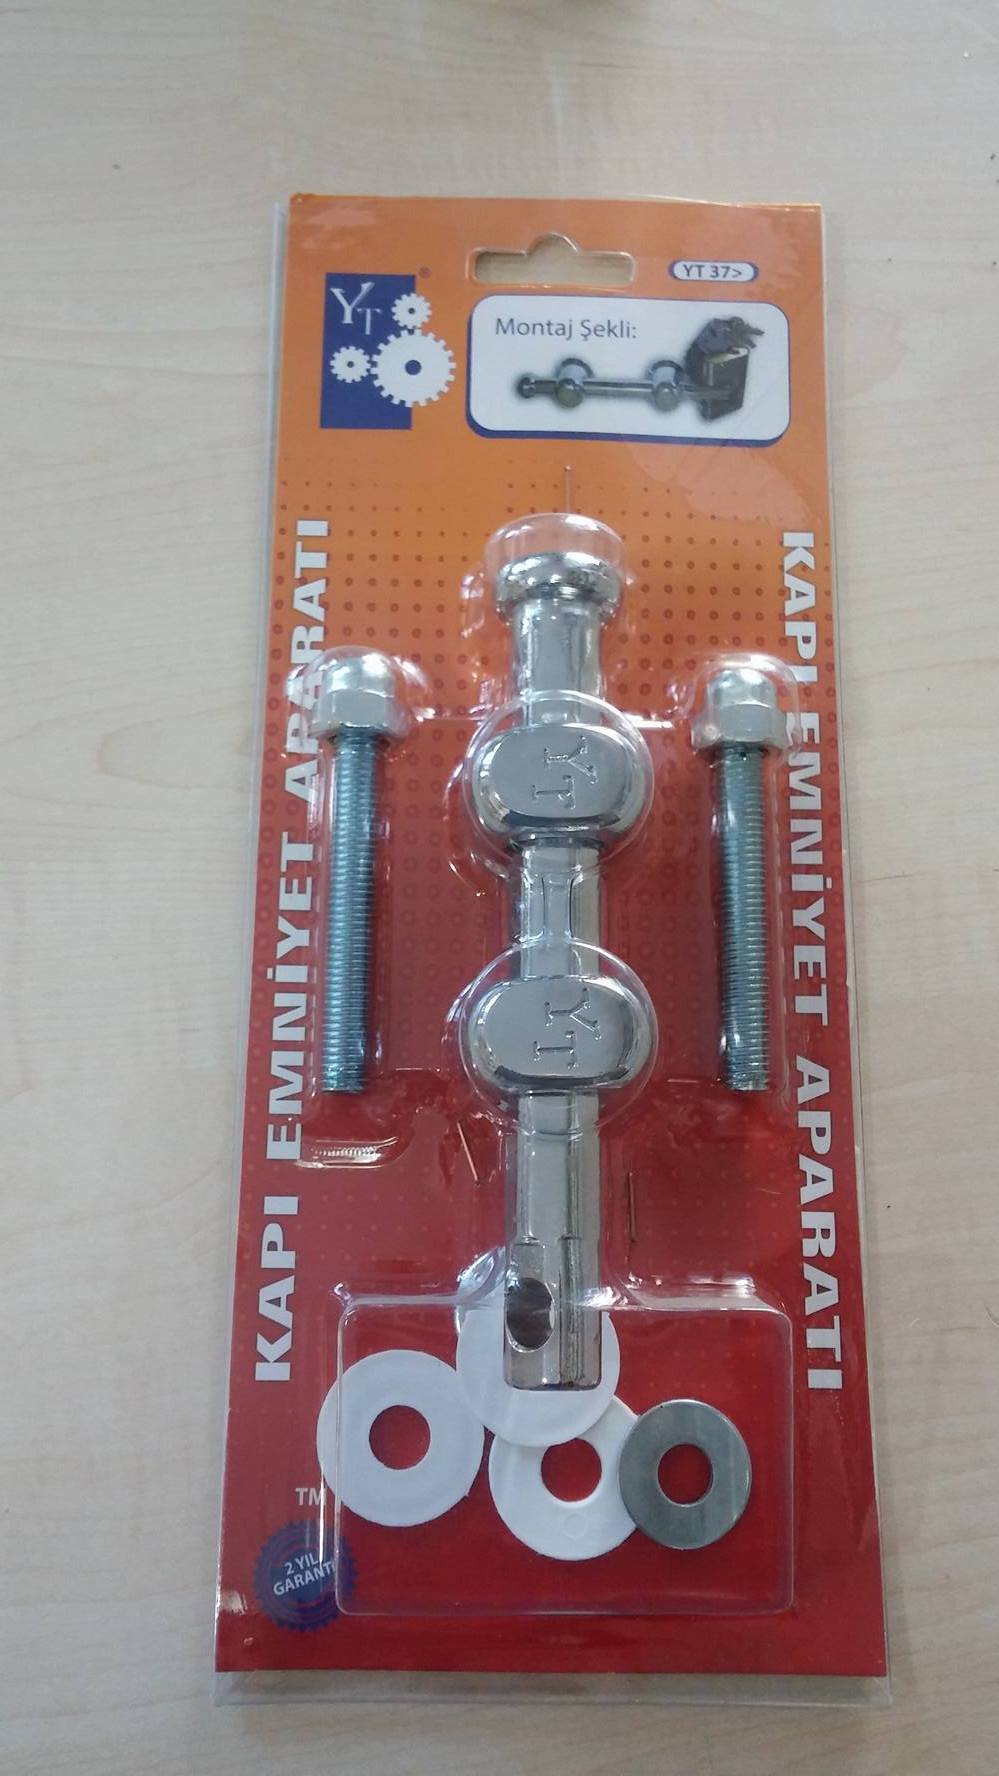 YT
®
YT 37>
Montaj Şekli:
KAPI EMNİYET APARATI
KAPI EMNİYET APARATI
YT
YT
TM
2 YIL
GARANTİ